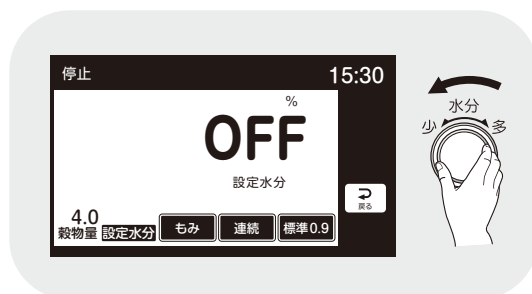 停止 15:30
%
OFF
設定水分
戻る
4.0
穀物量 設定水分 もみ 連続 標準0.9
水分
少 多